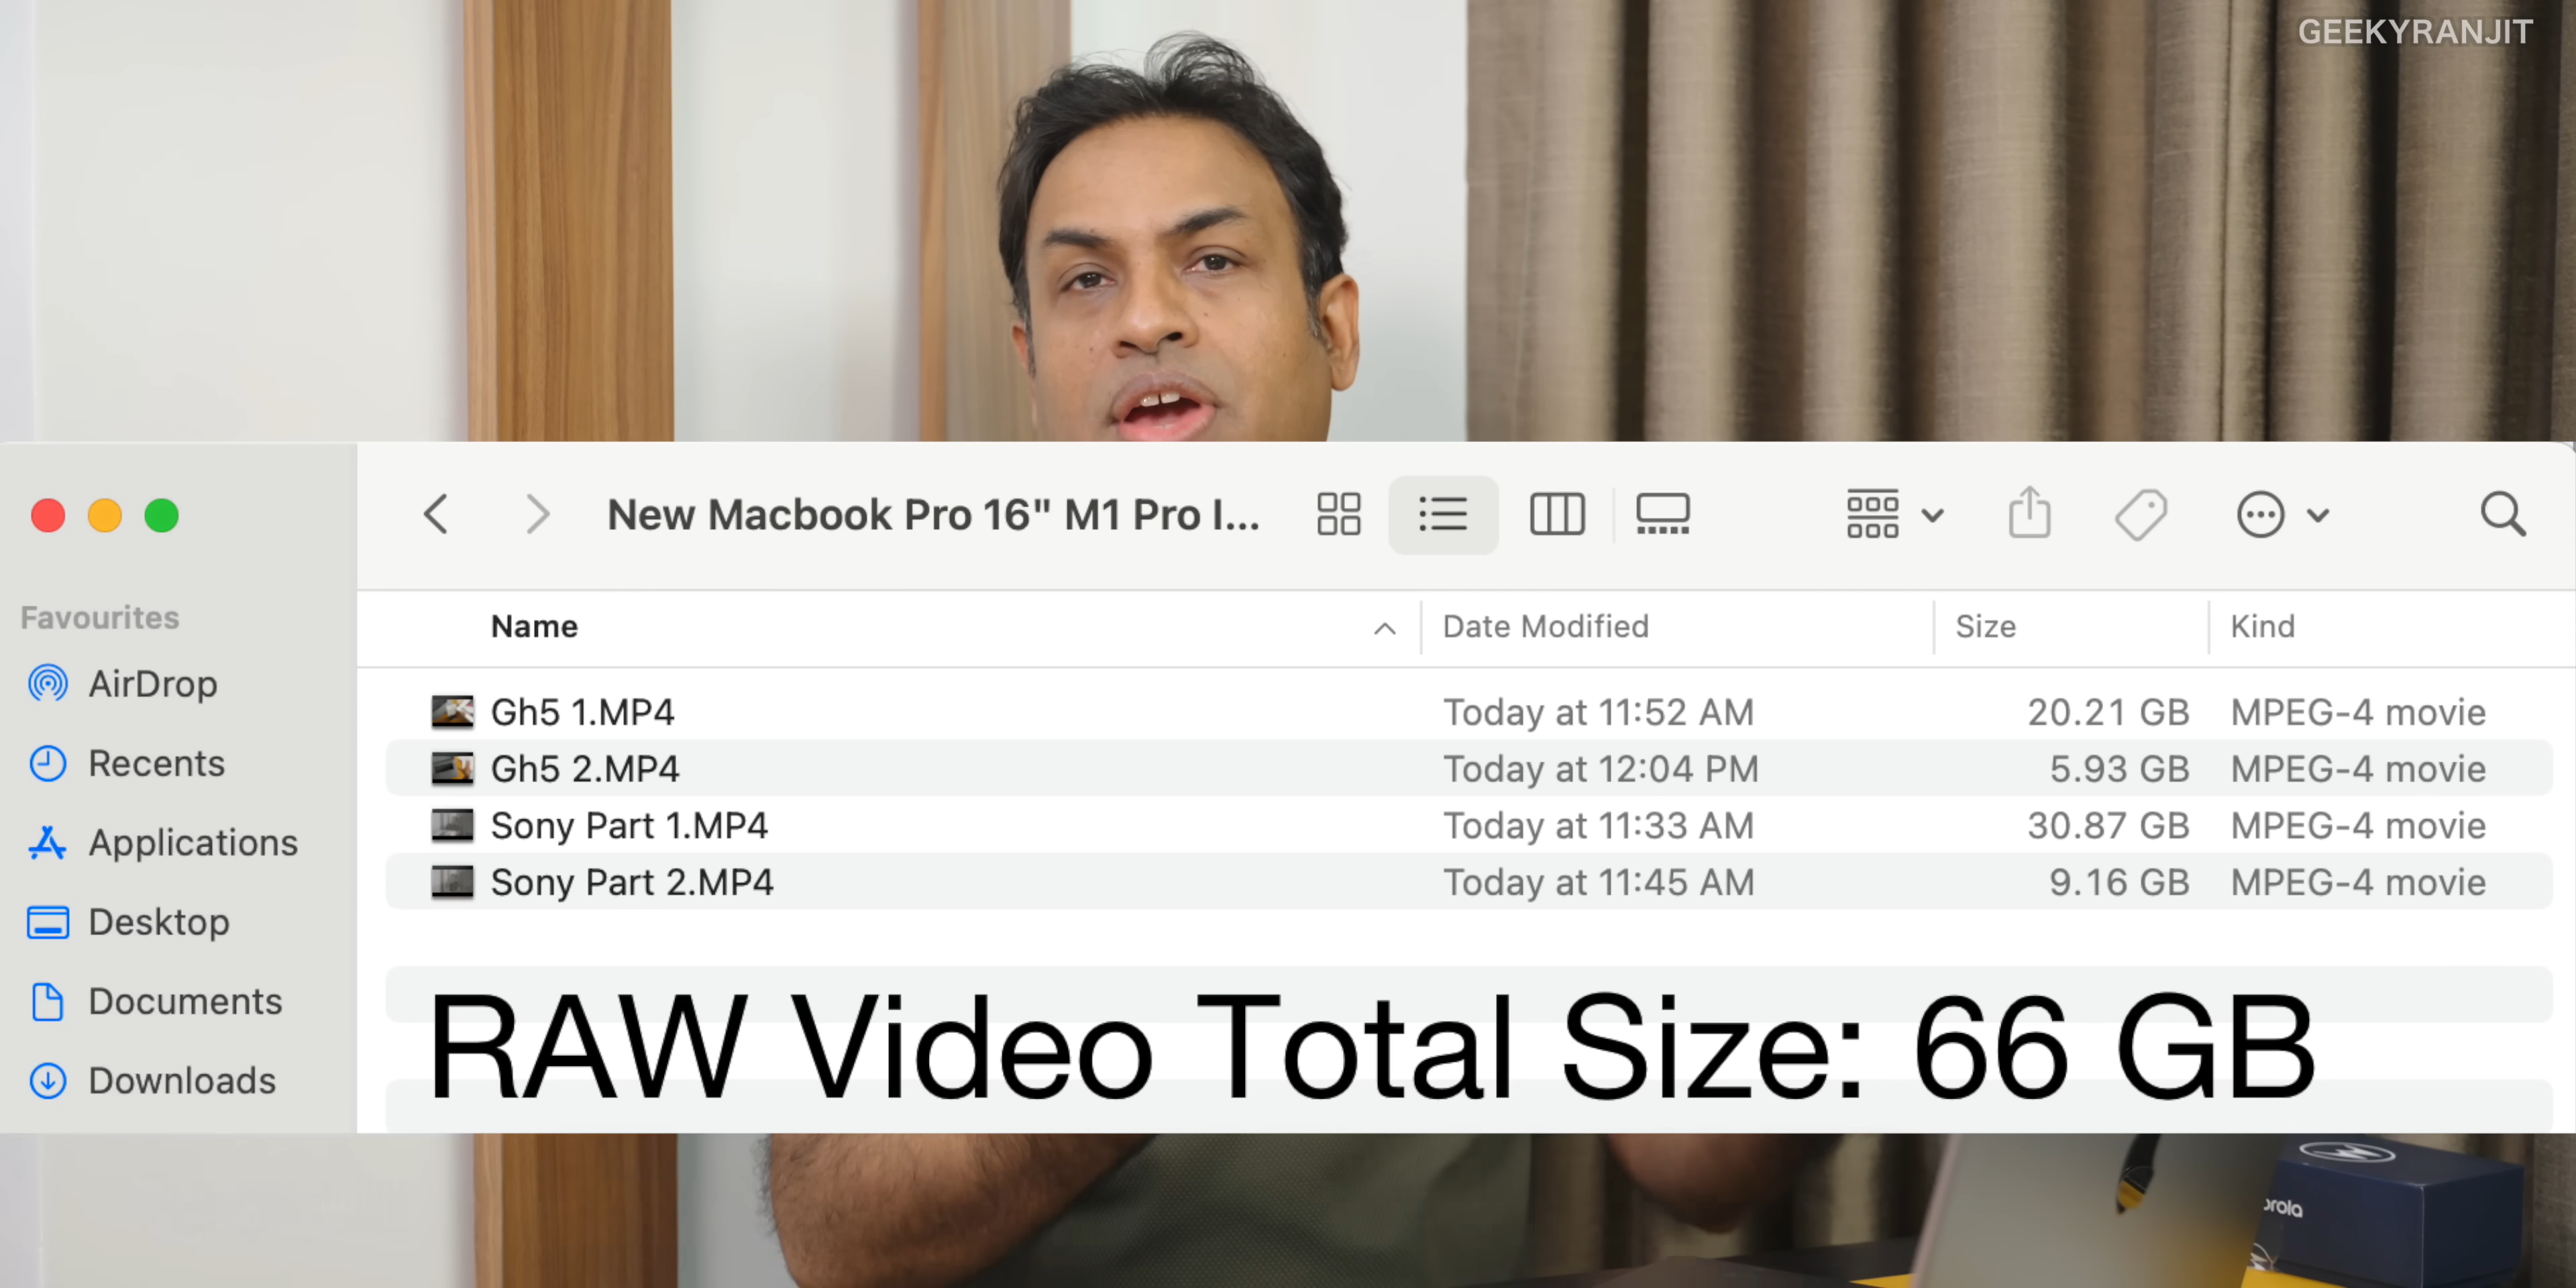 GEEKYRANJIT
New Macbook Pro 16" M1 Pro I...
Favourites
AirDrop
Recents
Applications
Desktop
Documents
Downloads
Name Date Modified Size Kind
Gh5 1.MP4 Today at 11:52 AM 20.21 GB MPEG-4 movie
Gh5 2.MP4 Today at 12:04 PM 5.93 GB MPEG-4 movie
Sony Part 1.MP4 Today at 11:33 AM 30.87 GB MPEG-4 movie
Sony Part 2.MP4 Today at 11:45 AM 9.16 GB MPEG-4 movie
RAW Video Total Size: 66 GB
orola